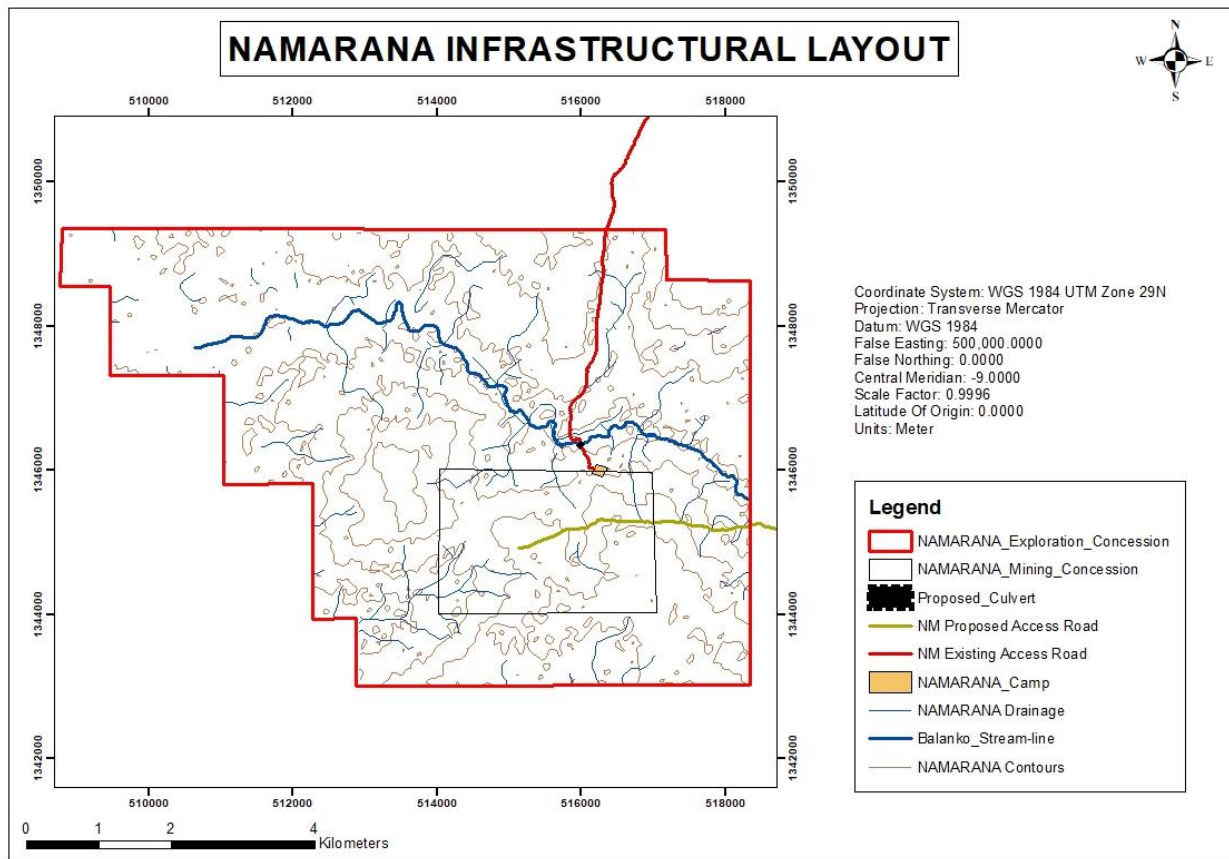 NAMARANA INFRASTRUCTURAL LAYOUT
N
W E
S
510000 512000 514000 516000 518000
1350000 1350000
1348000 1348000
1346000 1346000
1344000 1344000
1342000 1342000
510000 512000 514000 516000 518000
0 1 2 4
Kilometers
Coordinate System: WGS 1984 UTM Zone 29N
Projection: Transverse Mercator
Datum: WGS 1984
False Easting: 500,000.0000
False Northing: 0.0000
Central Meridian: -9.0000
Scale Factor: 0.9996
Latitude Of Origin: 0.0000
Units: Meter
Legend
NAMARANA_Exploration_Concession
NAMARANA_Mining_Concession
Proposed_Culvert
NM Proposed Access Road
NM Existing Access Road
NAMARANA_Camp
NAMARANA Drainage
Balanko_Stream-line
NAMARANA Contours